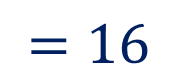 = 16